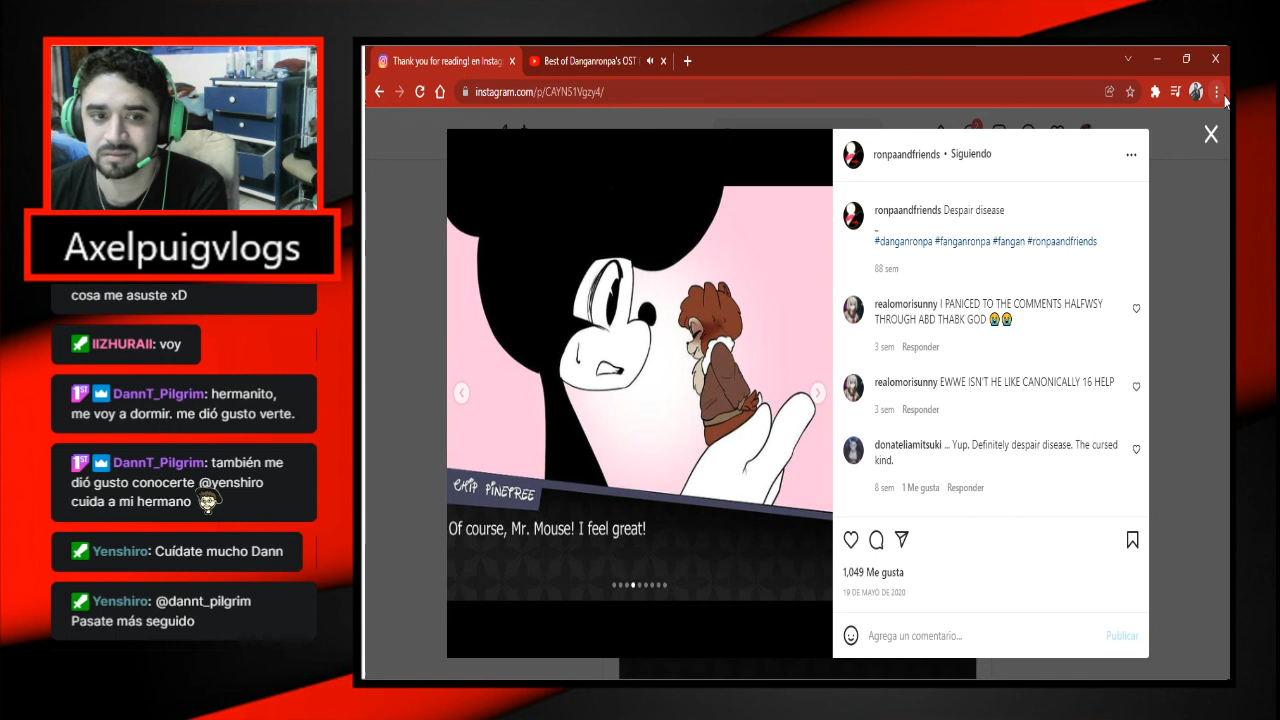 Axelpuigvlogs
cosa me asuste xD
IIZHURAII: voy
DannT_Pilgrim: hermanito,
me voy a dormir. me dió gusto verte.
DannT_Pilgrim: también me
dió gusto conocerte @yenshiro
cuida a mi hermano
Yenshiro: Cuídate mucho Dann
Yenshiro: @dannt_pilgrim
Pasate más seguido
Thank you for reading! en Instag
Best of Danganronpa's OST
instagram.com/p/CAYN51Vgzy4/
CHIP PINETREE
Of course, Mr. Mouse! I feel great!
ronpaandfriends • Siguiendo
ronpaandfriends Despair disease
_
#danganronpa #fanganronpa #fangan #ronpaandfriends
88 sem
realomorisunny I PANICED TO THE COMMENTS HALFWSY
THROUGH ABD THABK GOD 😭😭
3 sem Responder
realomorisunny EWWE ISN'T HE LIKE CANONICALLY 16 HELP
3 sem Responder
donateliamitsuki ... Yup. Definitely despair disease. The cursed
kind.
8 sem 1 Me gusta Responder
1,049 Me gusta
19 DE MAYO DE 2020
Agrega un comentario...
Publicar